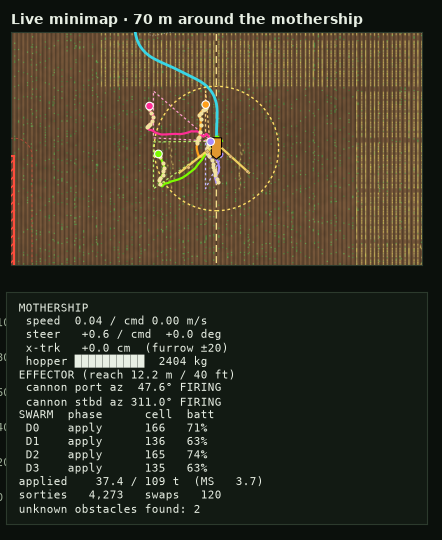 Live minimap · 70 m around the mothership
MOTHERSHIP
speed 0.04 / cmd 0.00 m/s
steer +0.6 / cmd +0.0 deg
x-trk +0.0 cm (furrow ±20)
hopper ██████████ 2404 kg
EFFECTOR (reach 12.2 m / 40 ft)
cannon port az 47.6° FIRING
cannon stbd az 311.0° FIRING
SWARM phase cell batt
D0 apply 166 71%
D1 apply 136 63%
D2 apply 165 74%
D3 apply 135 63%
applied 37.4 / 109 t (MS 3.7)
sorties 4,273 swaps 120
unknown obstacles found: 2